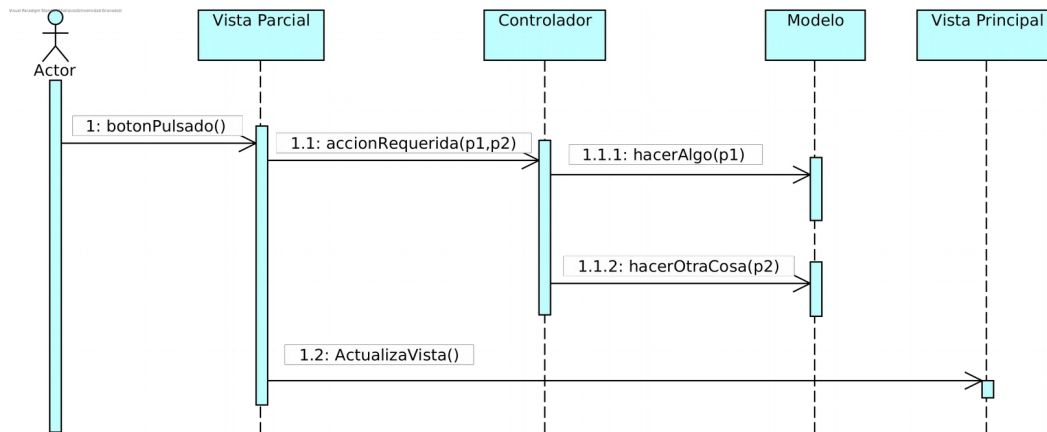 Vista Parcial
Controlador
Modelo
Vista Principal
Actor
1: botonPulsado()
1.1: accionRequerida(p1,p2)
1.1.1: hacerAlgo(p1)
1.1.2: hacerOtraCosa(p2)
1.2: ActualizaVista()